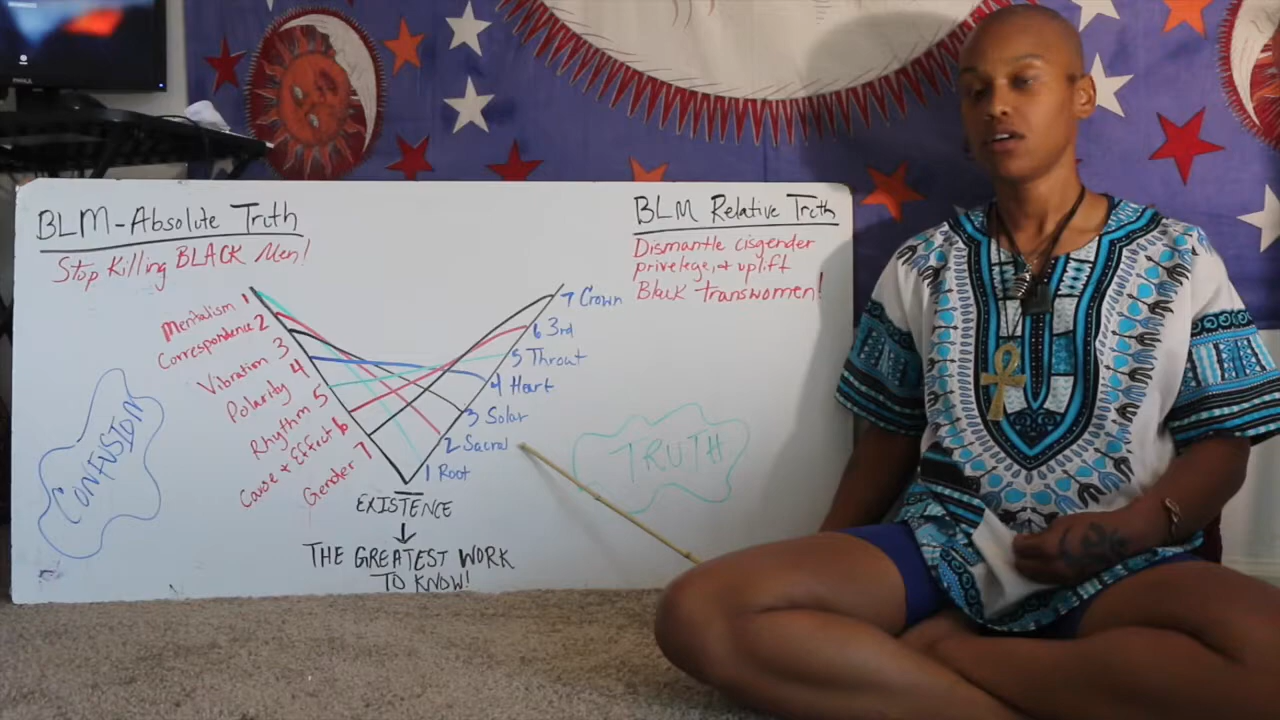 BLM-Absolute Truth
Stop Killing BLACK Men!
BLM Relative Truth
Dismantle cisgender
privelege, + uplift
Black transwomen!
Mentalism 1
Correspondence 2
Vibration 3
Polarity 4
Rhythm 5
Cause + Effect 6
Gender 7
7 Crown
6 3rd
5 Throat
4 Heart
3 Solar
2 Sacral
1 Root
CONFUSION
TRUTH
EXISTENCE
THE GREATEST WORK
TO KNOW!